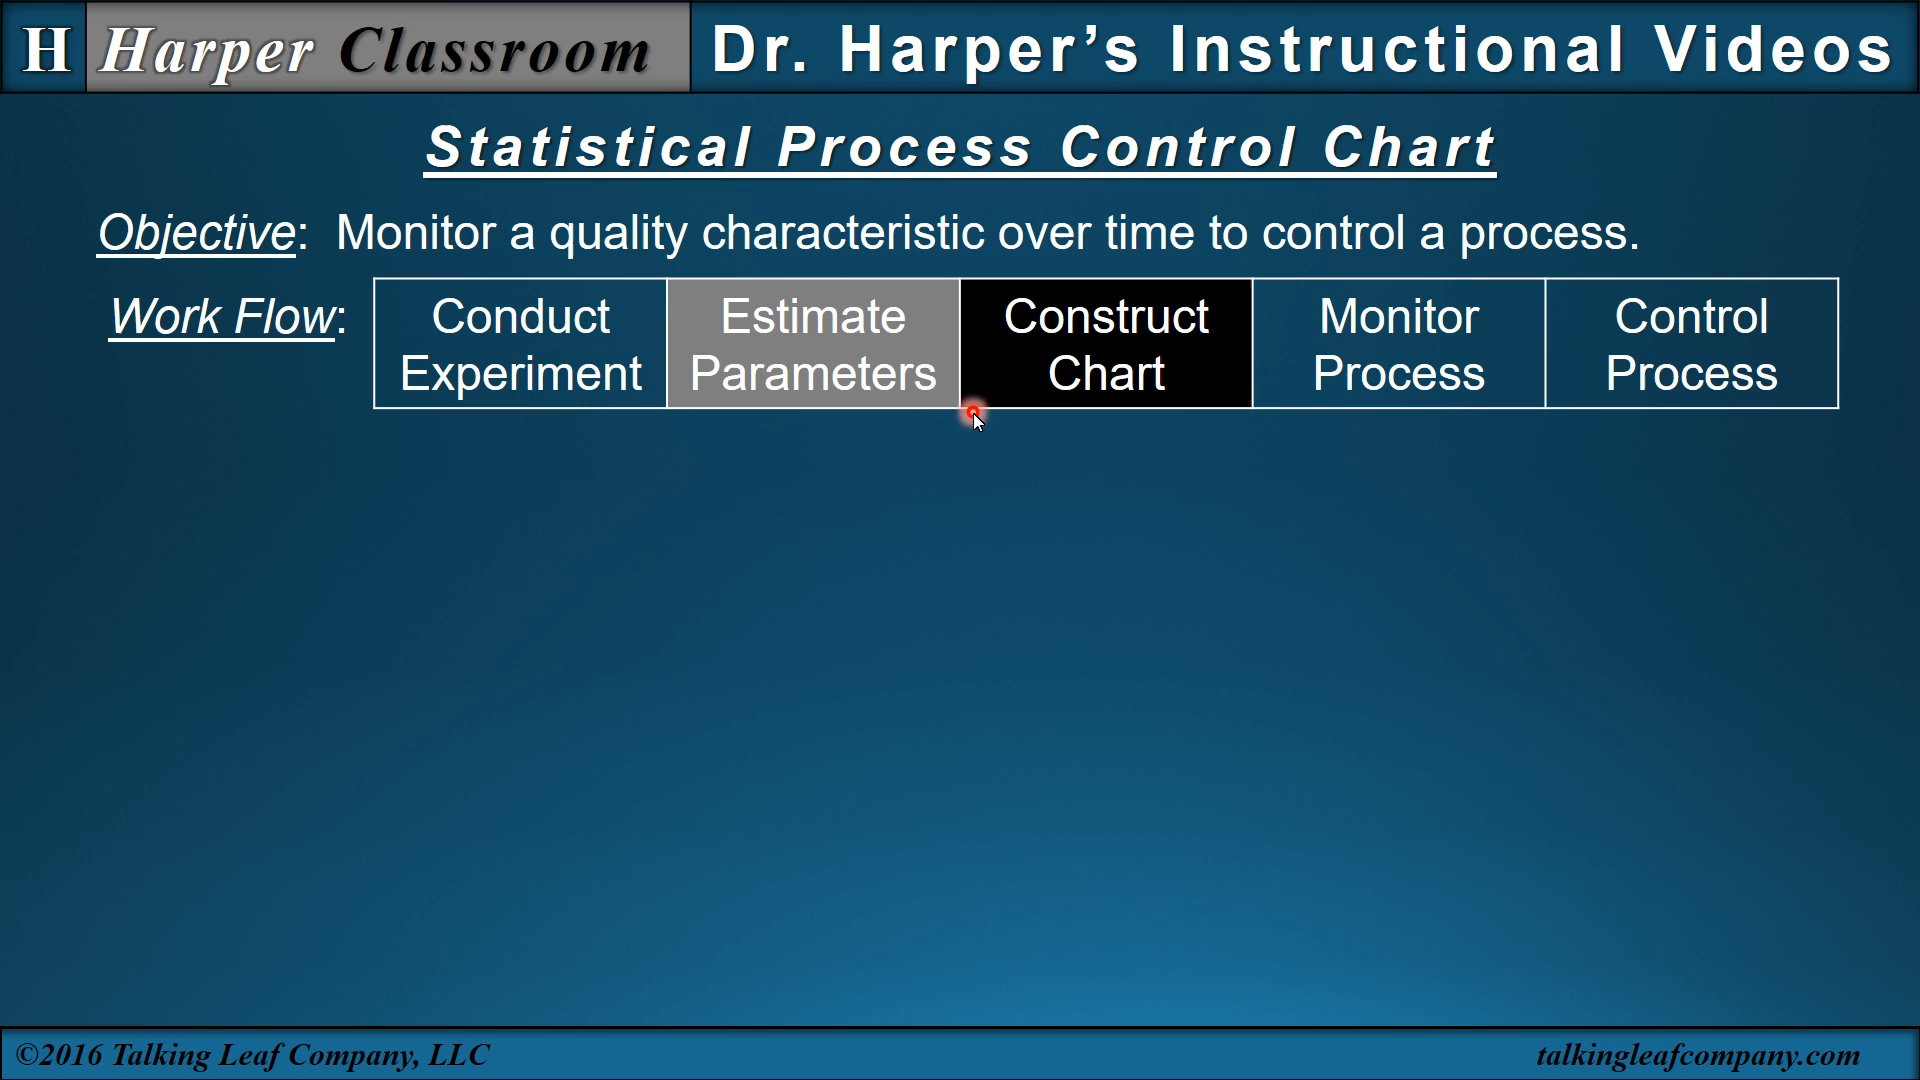 H Harper Classroom Dr. Harper’s Instructional Videos
Statistical Process Control Chart
Objective: Monitor a quality characteristic over time to control a process.
Work Flow:
Conduct
Experiment
Estimate
Parameters
Construct
Chart
Monitor
Process
Control
Process
©2016 Talking Leaf Company, LLC
talkingleafcompany.com